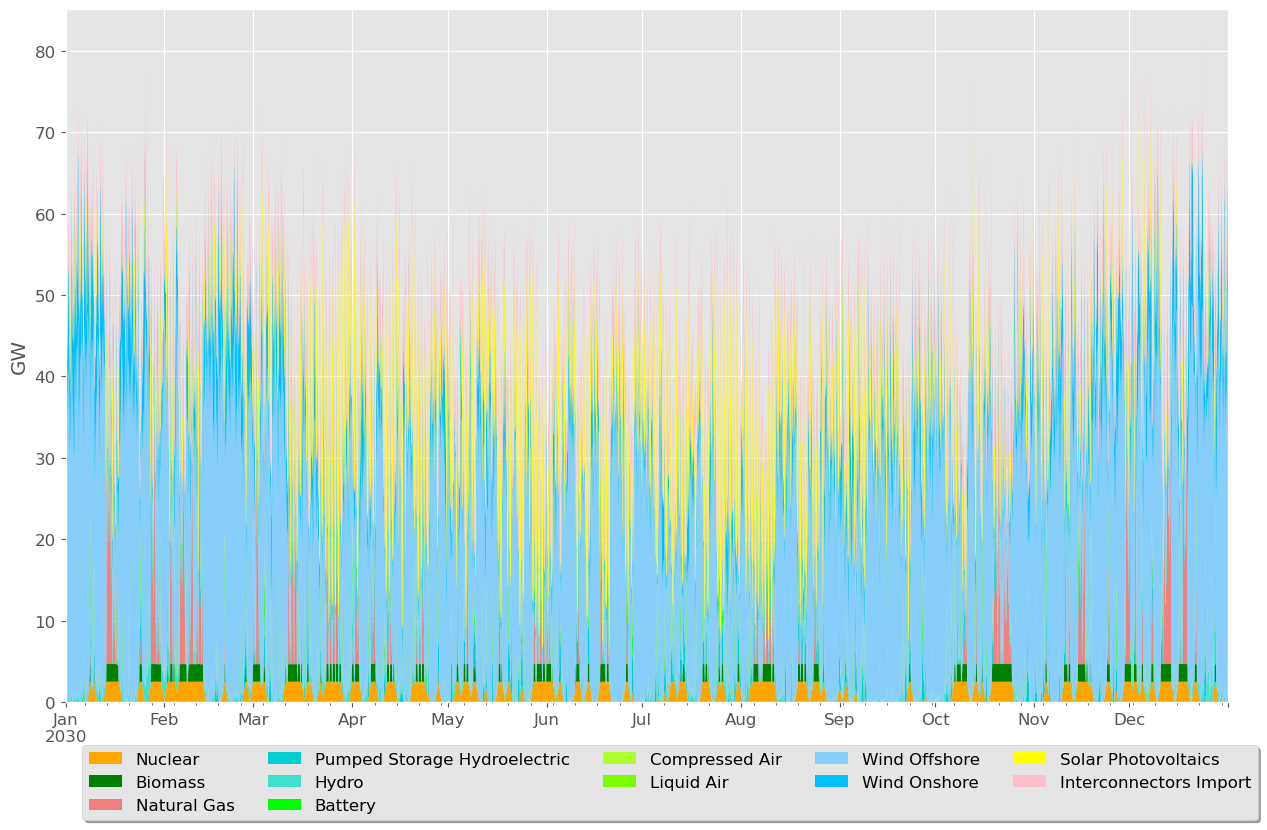 80
70
60
50
40
30
20
10
0
GW
Jan Feb Mar Apr May Jun Jul Aug Sep Oct Nov Dec
2030
Nuclear Pumped Storage Hydroelectric Compressed Air Wind Offshore Solar Photovoltaics
Biomass Hydro Liquid Air Wind Onshore Interconnectors Import
Natural Gas Battery